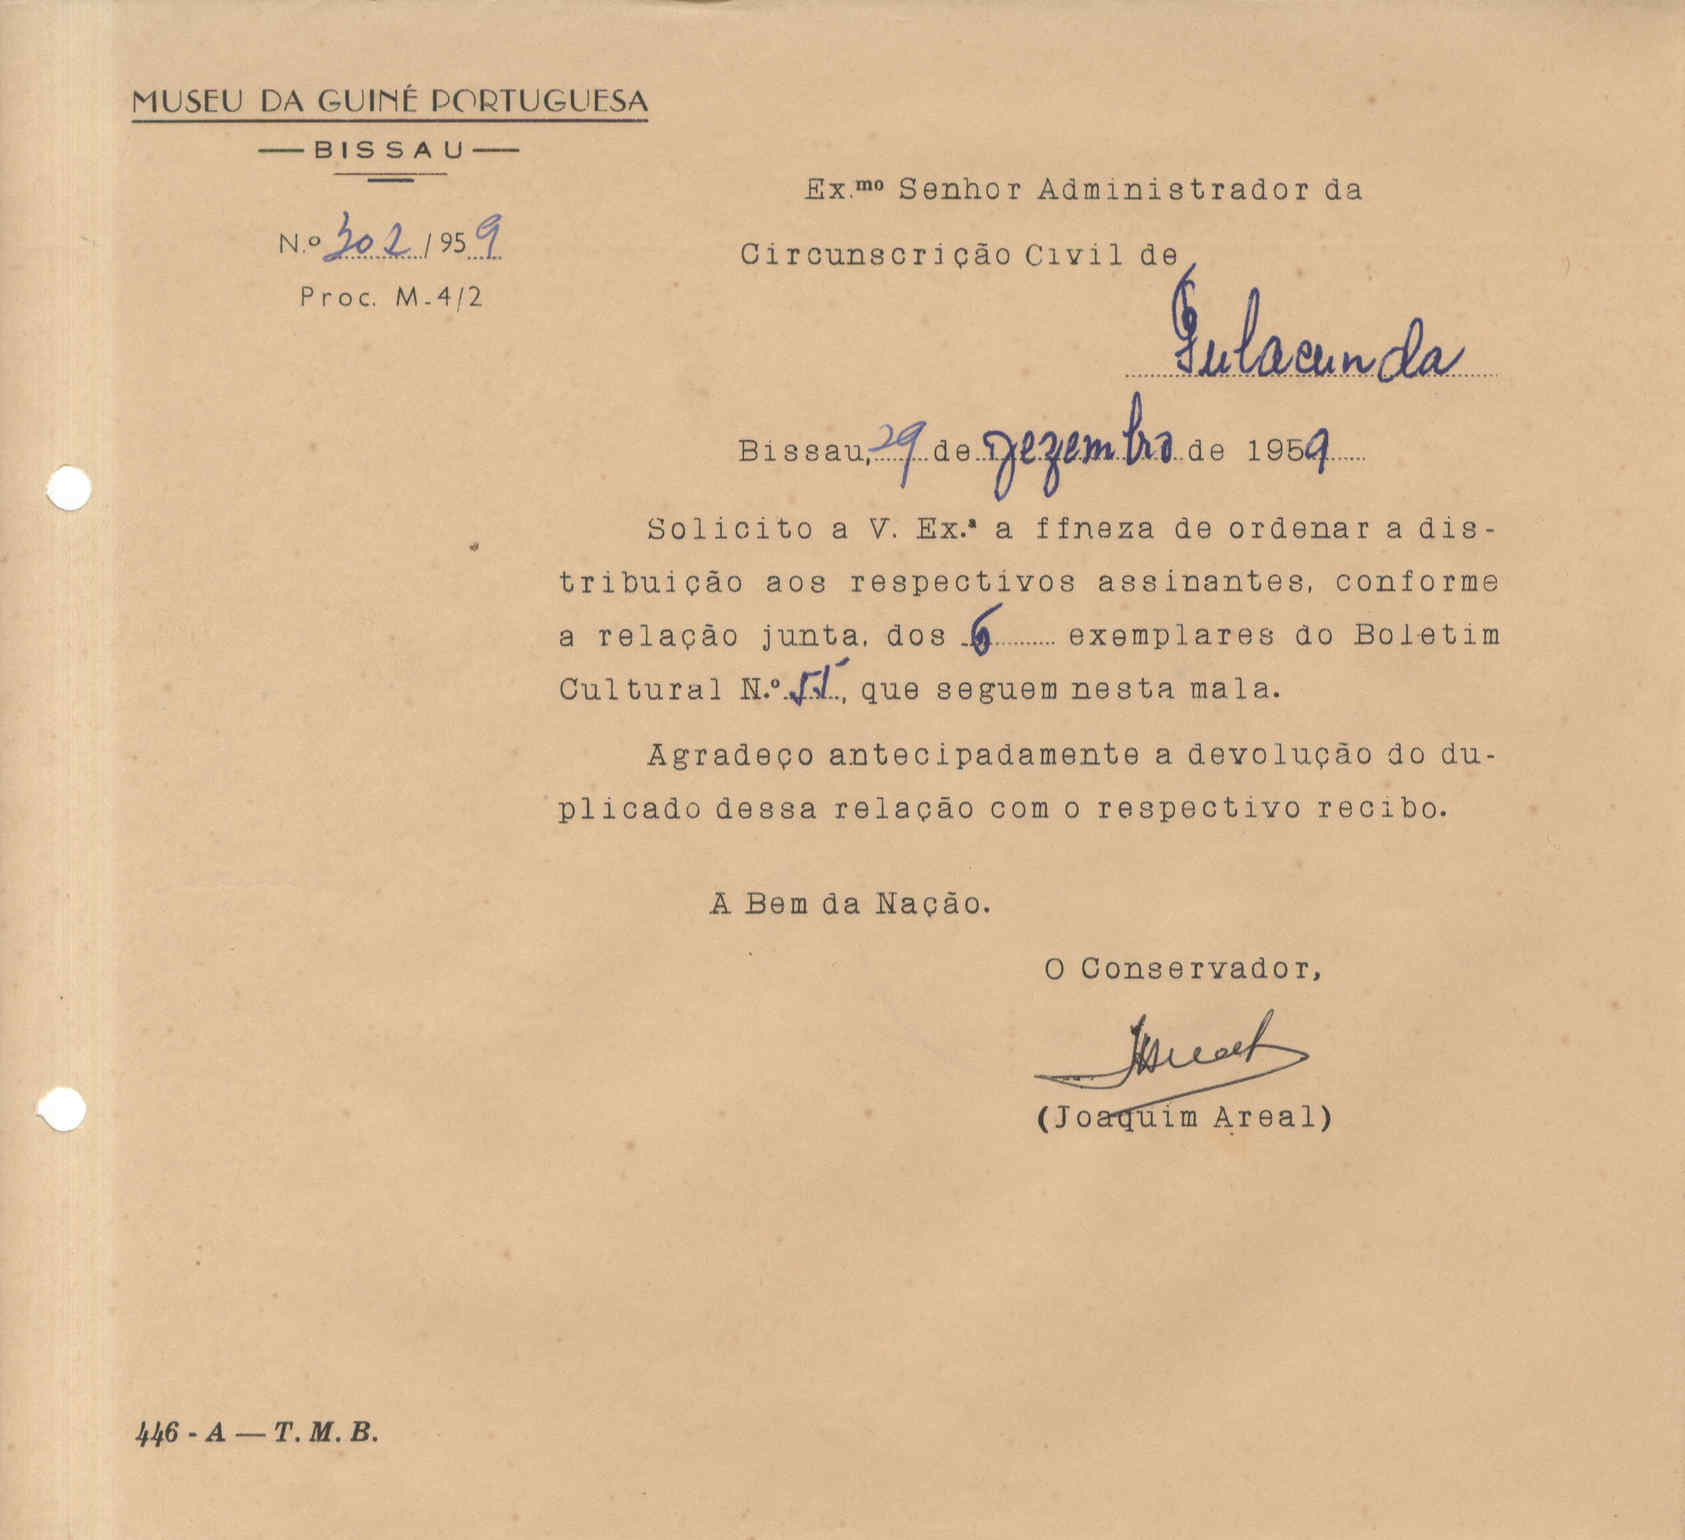 MUSEU DA GUINÉ PORTUGUESA
BISSAU
N.º 302/1959
Proc. M-4/2
Ex.mo Senhor Administrador da
Circunscrição Civil de
Fulacunda
Bissau, 29 de Dezembro de 1959
Solicito a V. Ex.ª a ffneza de ordenar a dis-
tribuição aos respectivos assinantes, conforme
a relação junta, dos 6 exemplares do Boletim
Cultural N.º 55, que seguem nesta mala.
Agradeço antecipadamente a devolução do du-
plicado dessa relação com o respectivo recibo.
A Bem da Nação.
O Conservador,
(Joaquim Areal)
446 - A — T. M. B.